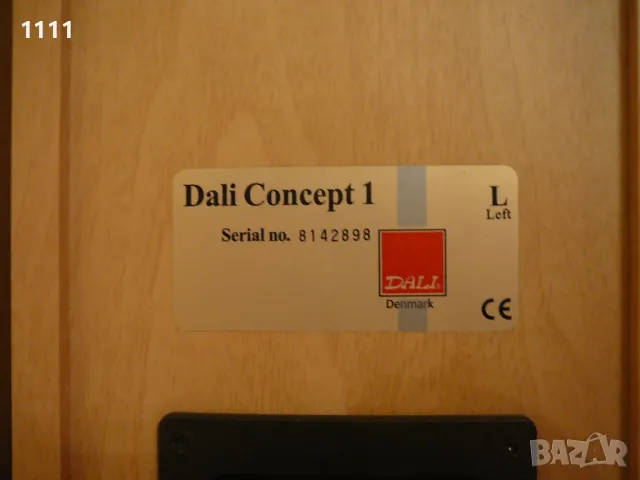 1111
Dali Concept 1
L
Left
Serial no. 8142898
DALI
Denmark
CE
BAZAR